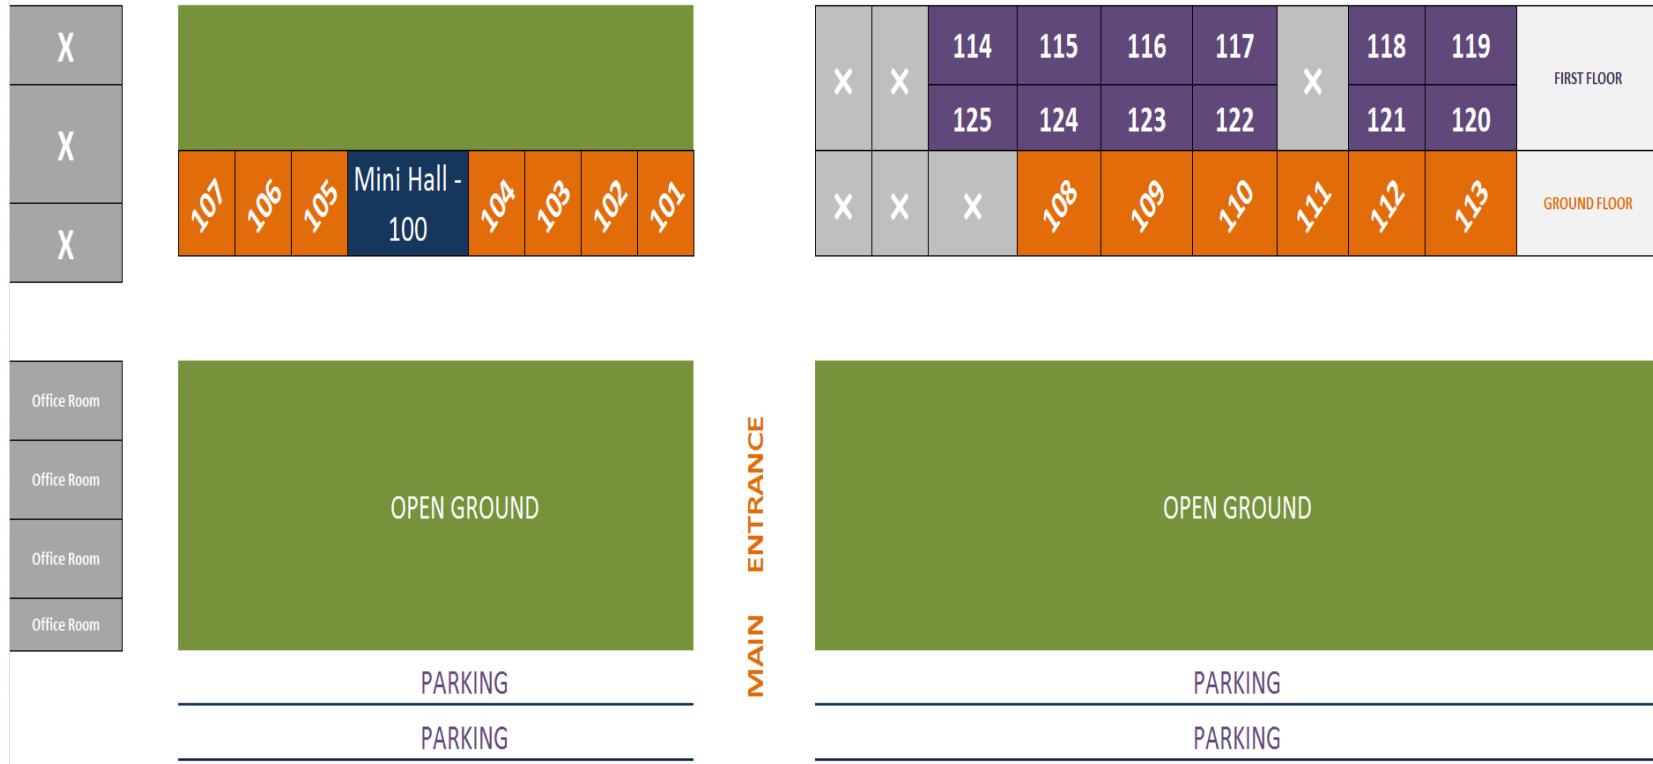 X
X
X
107 106 105 Mini Hall - 100 104 103 102 101
X X 114 115 116 117 X 118 119 FIRST FLOOR
125 124 123 122 121 120
X X X 108 109 110 111 112 113 GROUND FLOOR
Office Room
Office Room
Office Room
Office Room
OPEN GROUND
MAIN ENTRANCE
OPEN GROUND
PARKING
PARKING
PARKING
PARKING